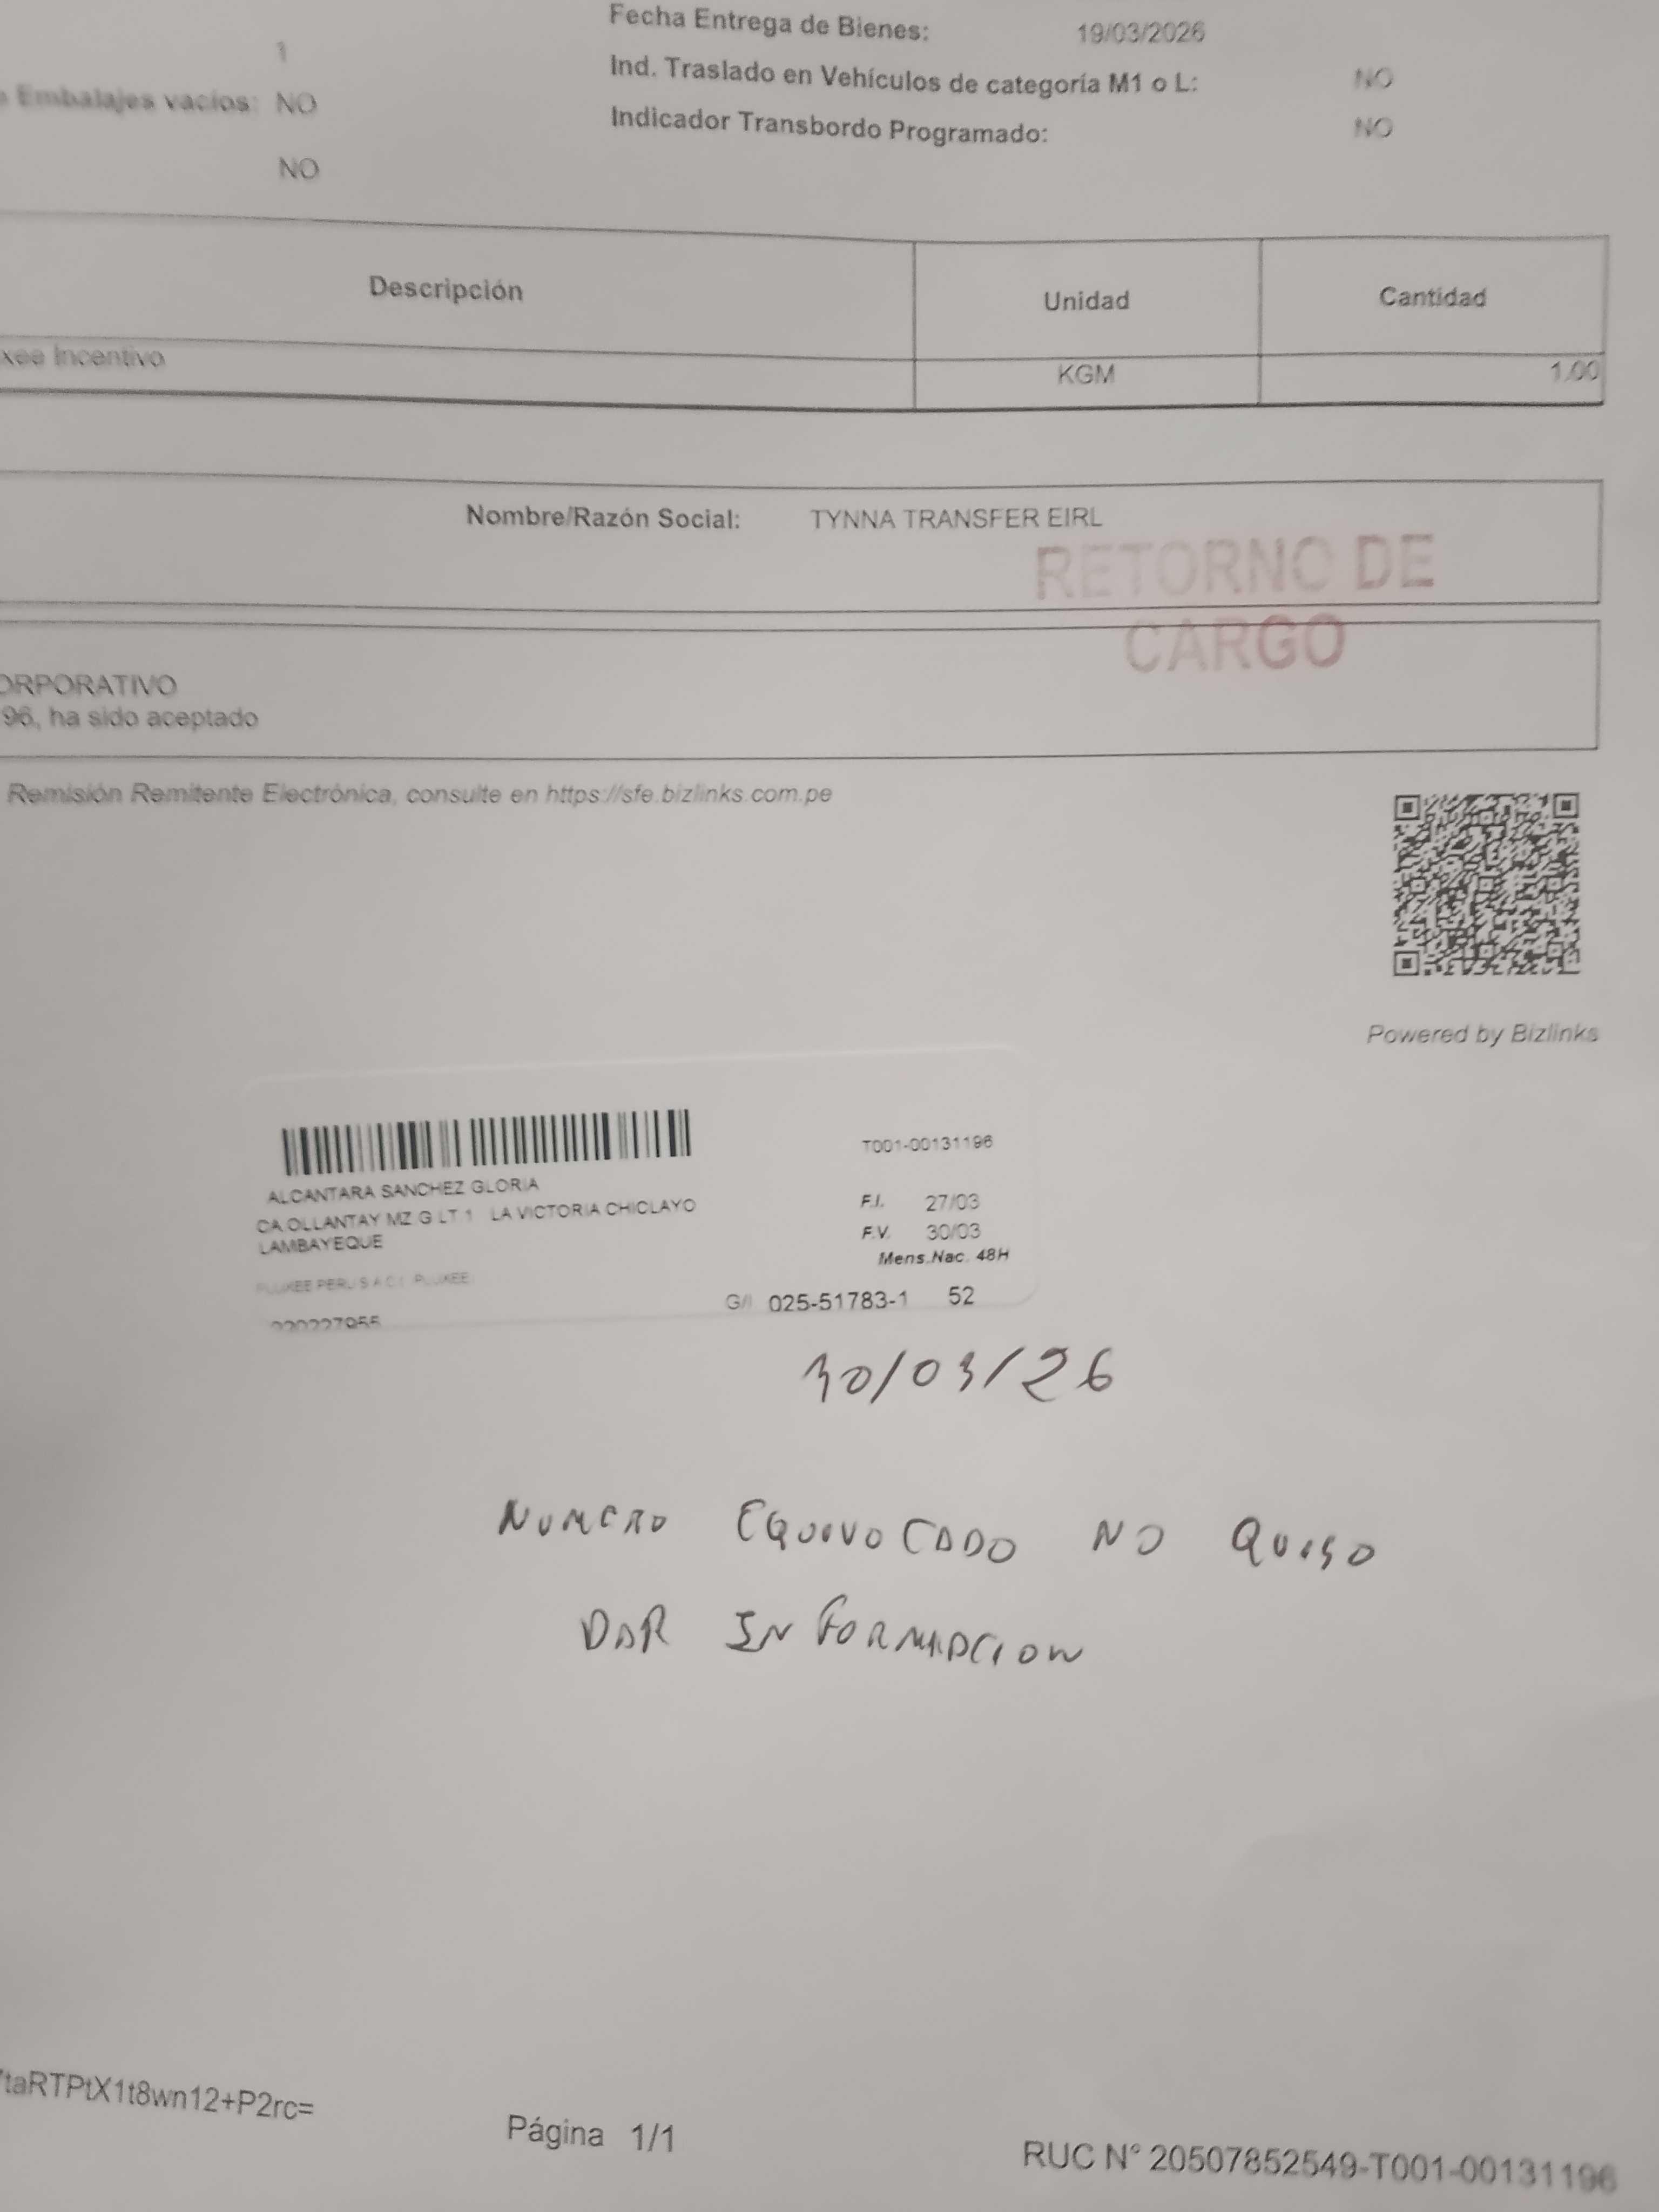 Fecha Entrega de Bienes: 19/03/2026
1
Ind. Traslado en Vehículos de categoría M1 o L: NO
Embalajes vacíos: NO
Indicador Transbordo Programado: NO
NO
Descripción Unidad Cantidad
xee Incentivo KGM 1.00
Nombre/Razón Social: TYNNA TRANSFER EIRL
RETORNO DE
CARGO
ORPORATIVO
96, ha sido aceptado
Remisión Remitente Electrónica, consulte en https://sfe.bizlinks.com.pe
Powered by Bizlinks
T001-00131196
ALCANTARA SANCHEZ GLORIA
CA.OLLANTAY MZ G LT 1 LA VICTORIA CHICLAYO
LAMBAYEQUE
F.I. 27/03
F.V. 30/03
Mens.Nac. 48H
PLUXEE PERU S.A.C. PLUXEE
G/ 025-51783-1 52
30/03/26
NUMERO EQUIVOCADO NO QUISO
DAR INFORMACION
taRTPtX1t8wn12+P2rc=
Página 1/1
RUC N° 20507852549-T001-00131196